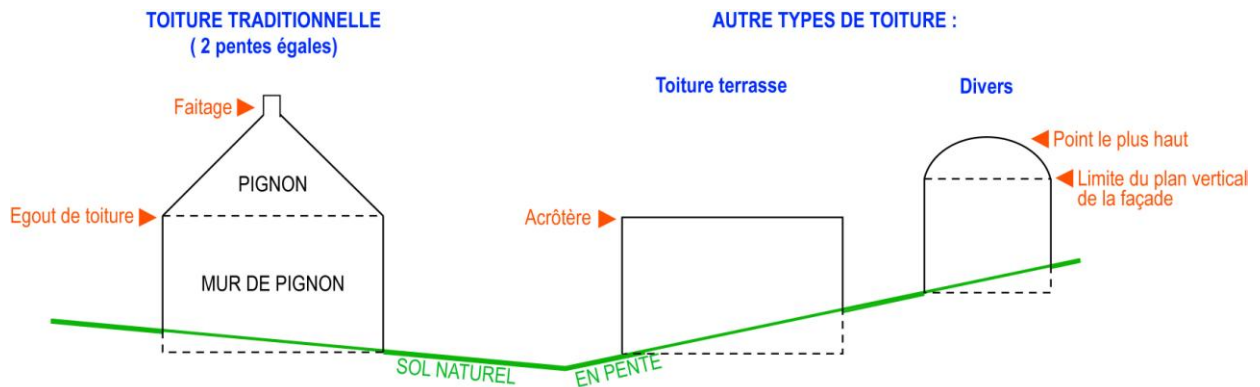 TOITURE TRADITIONNELLE
( 2 pentes égales)
AUTRE TYPES DE TOITURE :
Toiture terrasse
Divers
Faitage
PIGNON
Egout de toiture
MUR DE PIGNON
Acrôtère
Point le plus haut
Limite du plan vertical
de la façade
SOL NATUREL
EN PENTE